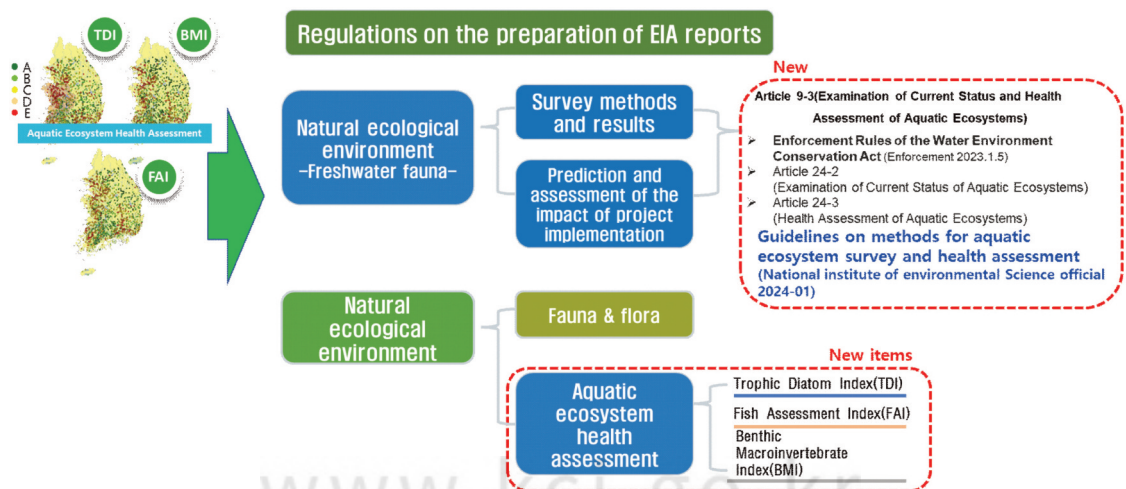 TDI
BMI
A
B
C
D
E
Aquatic Ecosystem Health Assessment
FAI
Regulations on the preparation of EIA reports
Natural ecological
environment
-Freshwater fauna-
Survey methods
and results
Prediction and
assessment of the
impact of project
implementation
New
Article 9-3(Examination of Current Status and Health
Assessment of Aquatic Ecosystems)
➢ Enforcement Rules of the Water Environment
Conservation Act (Enforcement 2023.1.5)
➢ Article 24-2
(Examination of Current Status of Aquatic Ecosystems)
➢ Article 24-3
(Health Assessment of Aquatic Ecosystems)
Guidelines on methods for aquatic
ecosystem survey and health assessment
(National institute of environmental Science official
2024-01)
Natural
ecological
environment
Fauna & flora
New items
Aquatic
ecosystem
health
assessment
Trophic Diatom Index(TDI)
Fish Assessment Index(FAI)
Benthic
Macroinvertebrate
Index(BMI)